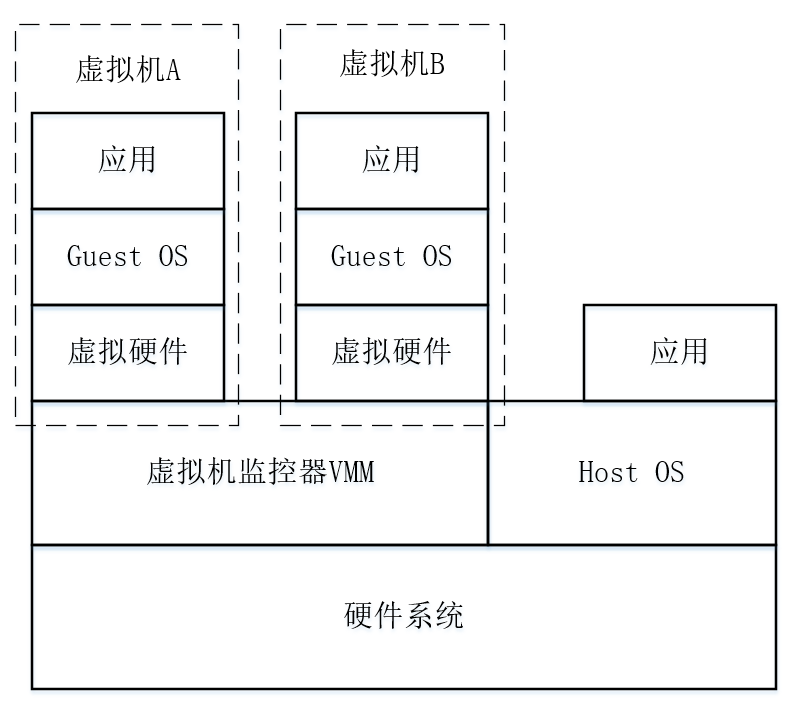 虚拟机A
虚拟机B
应用
应用
Guest OS
Guest OS
虚拟硬件
虚拟硬件
应用
虚拟机监控器VMM
Host OS
硬件系统